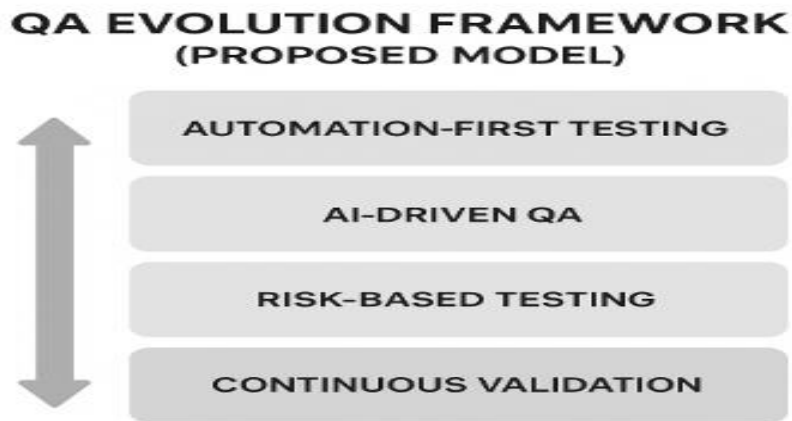 QA EVOLUTION FRAMEWORK
(PROPOSED MODEL)
AUTOMATION-FIRST TESTING
AI-DRIVEN QA
RISK-BASED TESTING
CONTINUOUS VALIDATION